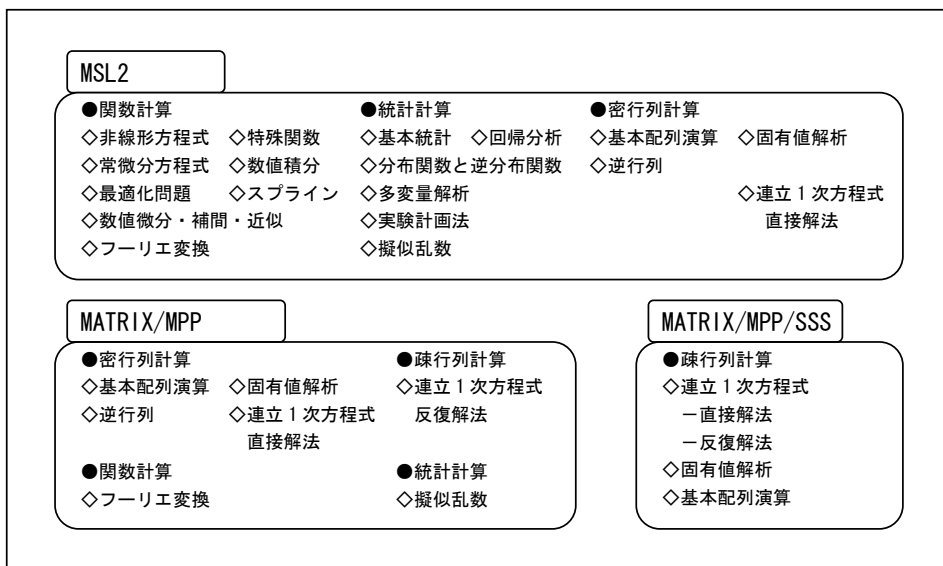 MSL2
●関数計算 ●統計計算 ●密行列計算
◇非線形方程式 ◇特殊関数 ◇基本統計 ◇回帰分析 ◇基本配列演算 ◇固有値解析
◇常微分方程式 ◇数値積分 ◇分布関数と逆分布関数 ◇逆行列
◇最適化問題 ◇スプライン ◇多変量解析 ◇連立1次方程式
◇数値微分・補間・近似 ◇実験計画法 直接解法
◇フーリエ変換 ◇擬似乱数
MATRIX/MPP
●密行列計算 ●疎行列計算
◇基本配列演算 ◇固有値解析 ◇連立1次方程式
◇逆行列 ◇連立1次方程式 反復解法
直接解法
●関数計算 ●統計計算
◇フーリエ変換 ◇擬似乱数
MATRIX/MPP/SSS
●疎行列計算
◇連立1次方程式
－直接解法
－反復解法
◇固有値解析
◇基本配列演算